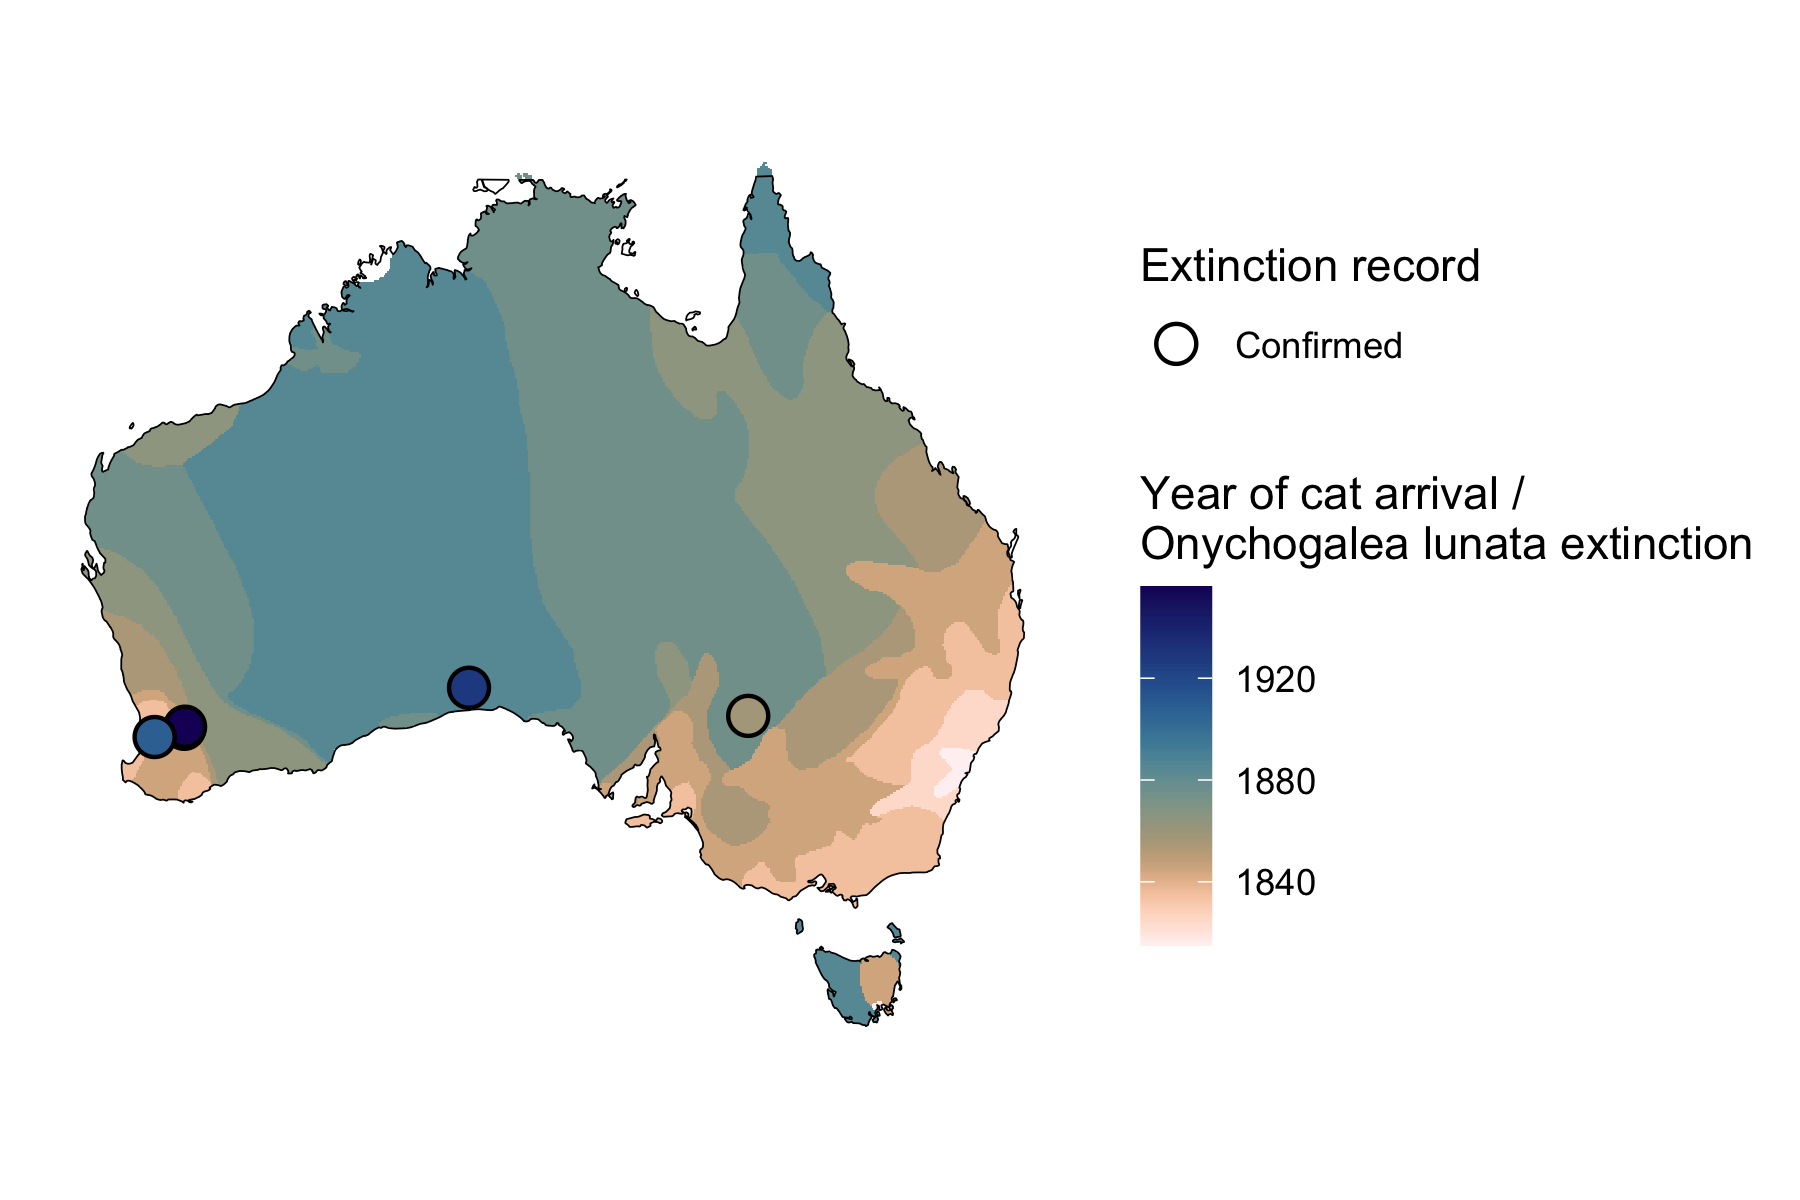 Extinction record
Confirmed
Year of cat arrival /
Onychogalea lunata extinction
1920
1880
1840